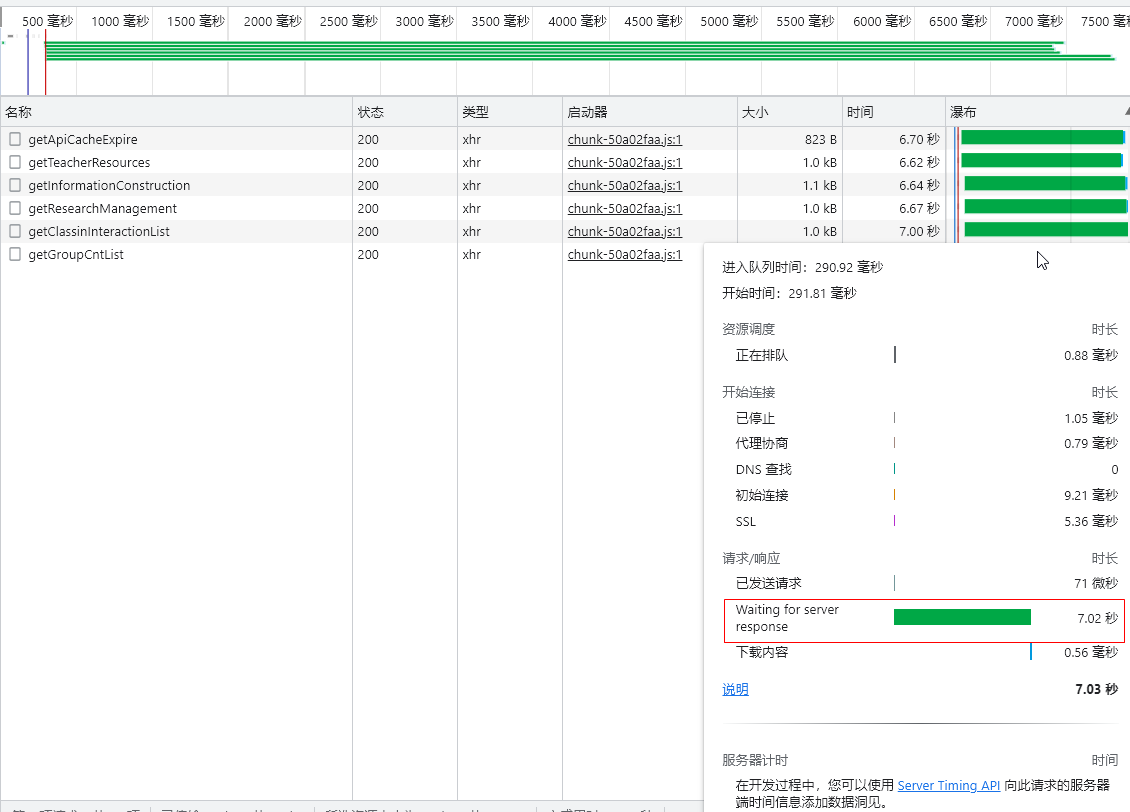 500 毫秒 1000 毫秒 1500 毫秒 2000 毫秒 2500 毫秒 3000 毫秒 3500 毫秒 4000 毫秒 4500 毫秒 5000 毫秒 5500 毫秒 6000 毫秒 6500 毫秒 7000 毫秒 7500 毫
名称 状态 类型 启动器 大小 时间 瀑布
getApiCacheExpire 200 xhr chunk-50a02faa.js:1 823 B 6.70 秒
getTeacherResources 200 xhr chunk-50a02faa.js:1 1.0 kB 6.62 秒
getInformationConstruction 200 xhr chunk-50a02faa.js:1 1.1 kB 6.64 秒
getResearchManagement 200 xhr chunk-50a02faa.js:1 1.0 kB 6.67 秒
getClassinInteractionList 200 xhr chunk-50a02faa.js:1 1.0 kB 7.00 秒
getGroupCntList 200 xhr chunk-50a02faa.js:1
进入队列时间：290.92 毫秒
开始时间：291.81 毫秒
资源调度 时长
正在排队 0.88 毫秒
开始连接 时长
已停止 1.05 毫秒
代理协商 0.79 毫秒
DNS 查找 0
初始连接 9.21 毫秒
SSL 5.36 毫秒
请求/响应 时长
已发送请求 71 微秒
Waiting for server
response 7.02 秒
下载内容 0.56 毫秒
说明 7.03 秒
服务器计时 时间
在开发过程中，您可以使用 Server Timing API 向此请求的服务器
端时间信息添加数据洞见。